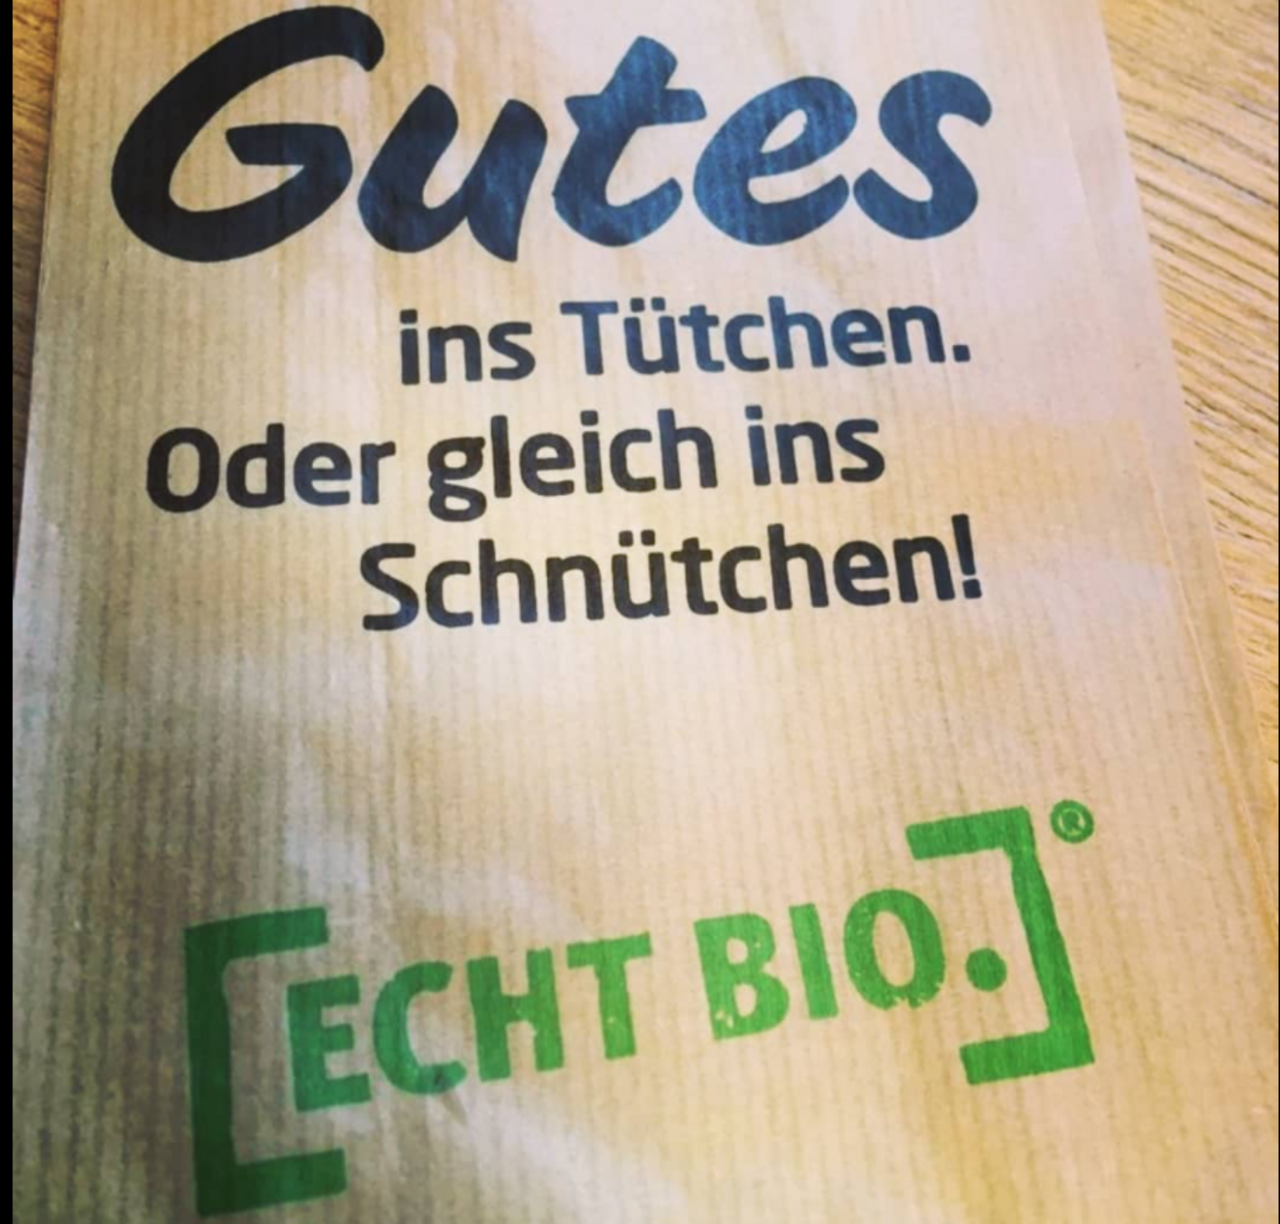 Gutes
ins Tütchen.
Oder gleich ins
Schnütchen!
[ECHT BIO.]®